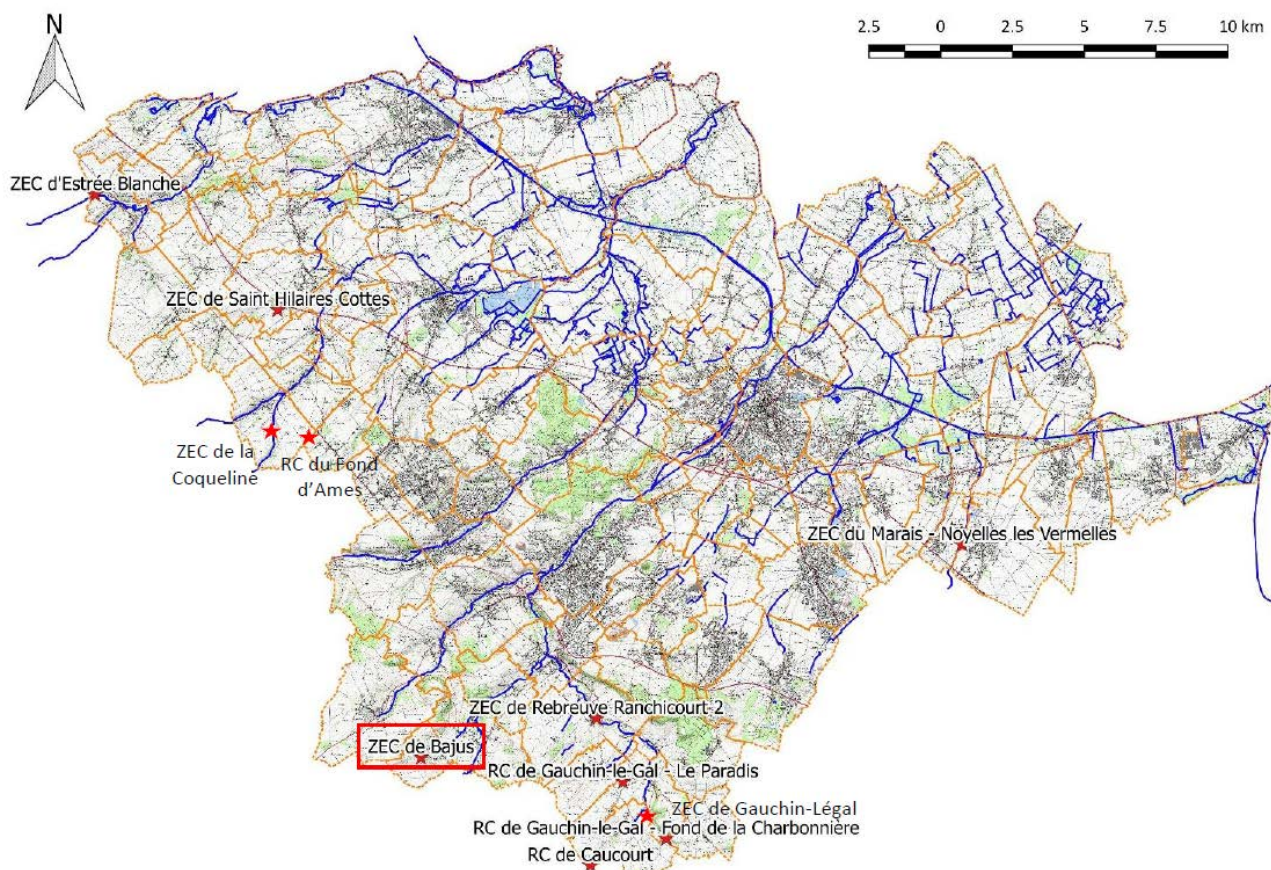 N
2.5 0 2.5 5 7.5 10 km
ZEC d'Estrée Blanche
ZEC de Saint Hilaires Cottes
ZEC de la
Coqueline
RC du Fond
d'Ames
ZEC du Marais - Noyelles les Vermelles
ZEC de Rebreuve Ranchicourt 2
ZEC de Bajus
RC de Gauchin-le-Gal - Le Paradis
ZEC de Gauchin-Légal
RC de Gauchin-le-Gal - Fond de la Charbonnière
RC de Caucourt